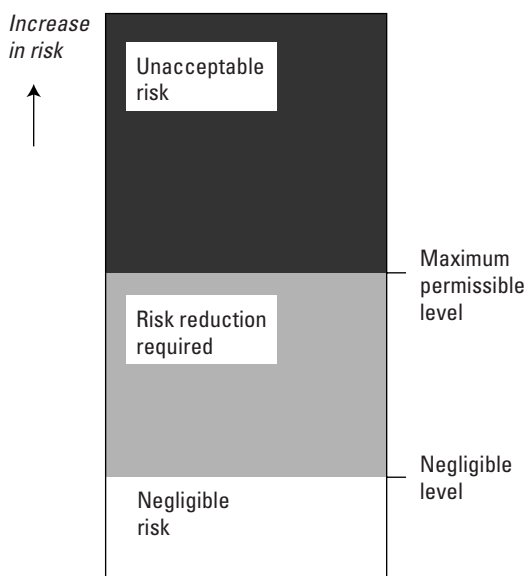 Increase
in risk
Unacceptable
risk
Maximum
permissible
level
Risk reduction
required
Negligible
level
Negligible
risk